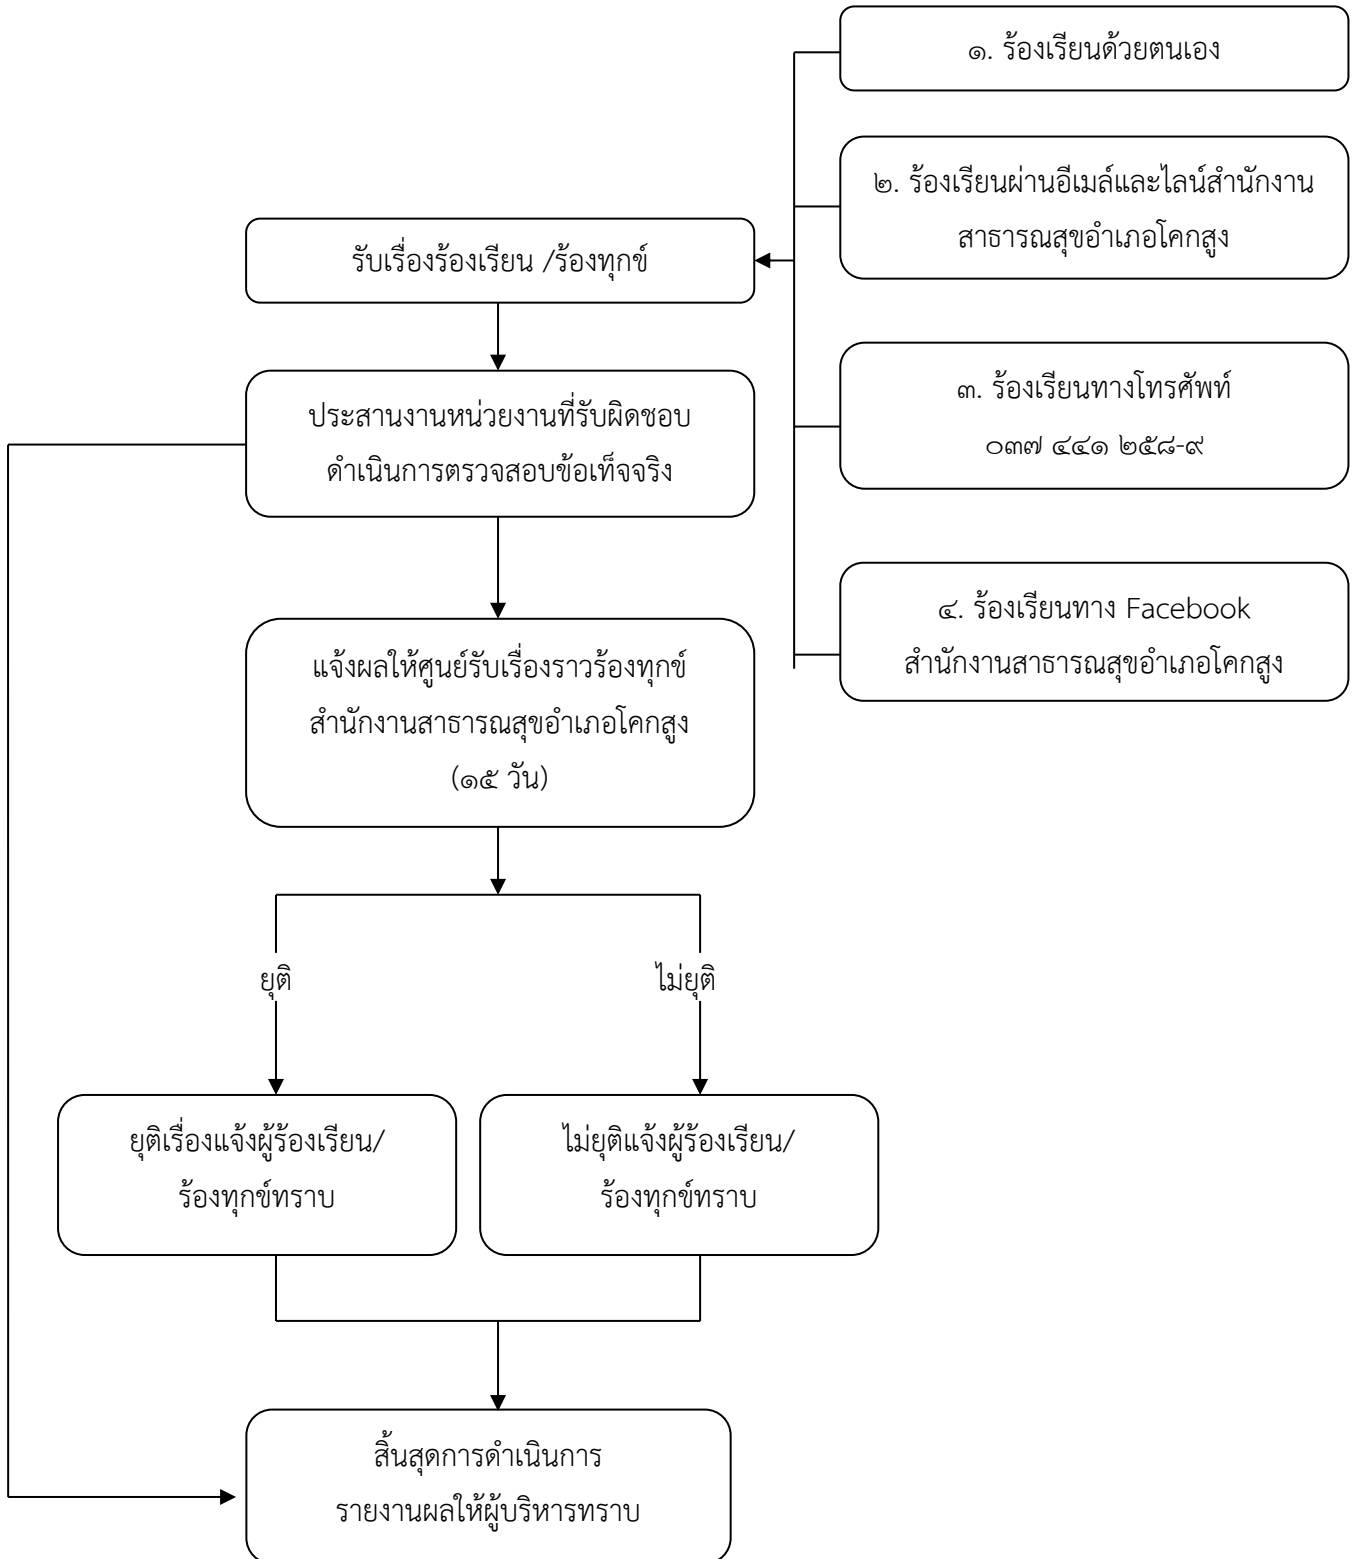 ๑. ร้องเรียนด้วยตนเอง
๒. ร้องเรียนผ่านอีเมล์และไลน์สำนักงาน
สาธารณสุขอำเภอโคกสูง
รับเรื่องร้องเรียน /ร้องทุกข์
๓. ร้องเรียนทางโทรศัพท์
๐๓๗ ๔๔๑ ๒๕๘-๙
ประสานงานหน่วยงานที่รับผิดชอบ
ดำเนินการตรวจสอบข้อเท็จจริง
๔. ร้องเรียนทาง Facebook
สำนักงานสาธารณสุขอำเภอโคกสูง
แจ้งผลให้ศูนย์รับเรื่องราวร้องทุกข์
สำนักงานสาธารณสุขอำเภอโคกสูง
(๑๕ วัน)
ยุติ
ไม่ยุติ
ยุติเรื่องแจ้งผู้ร้องเรียน/
ร้องทุกข์ทราบ
ไม่ยุติแจ้งผู้ร้องเรียน/
ร้องทุกข์ทราบ
สิ้นสุดการดำเนินการ
รายงานผลให้ผู้บริหารทราบ